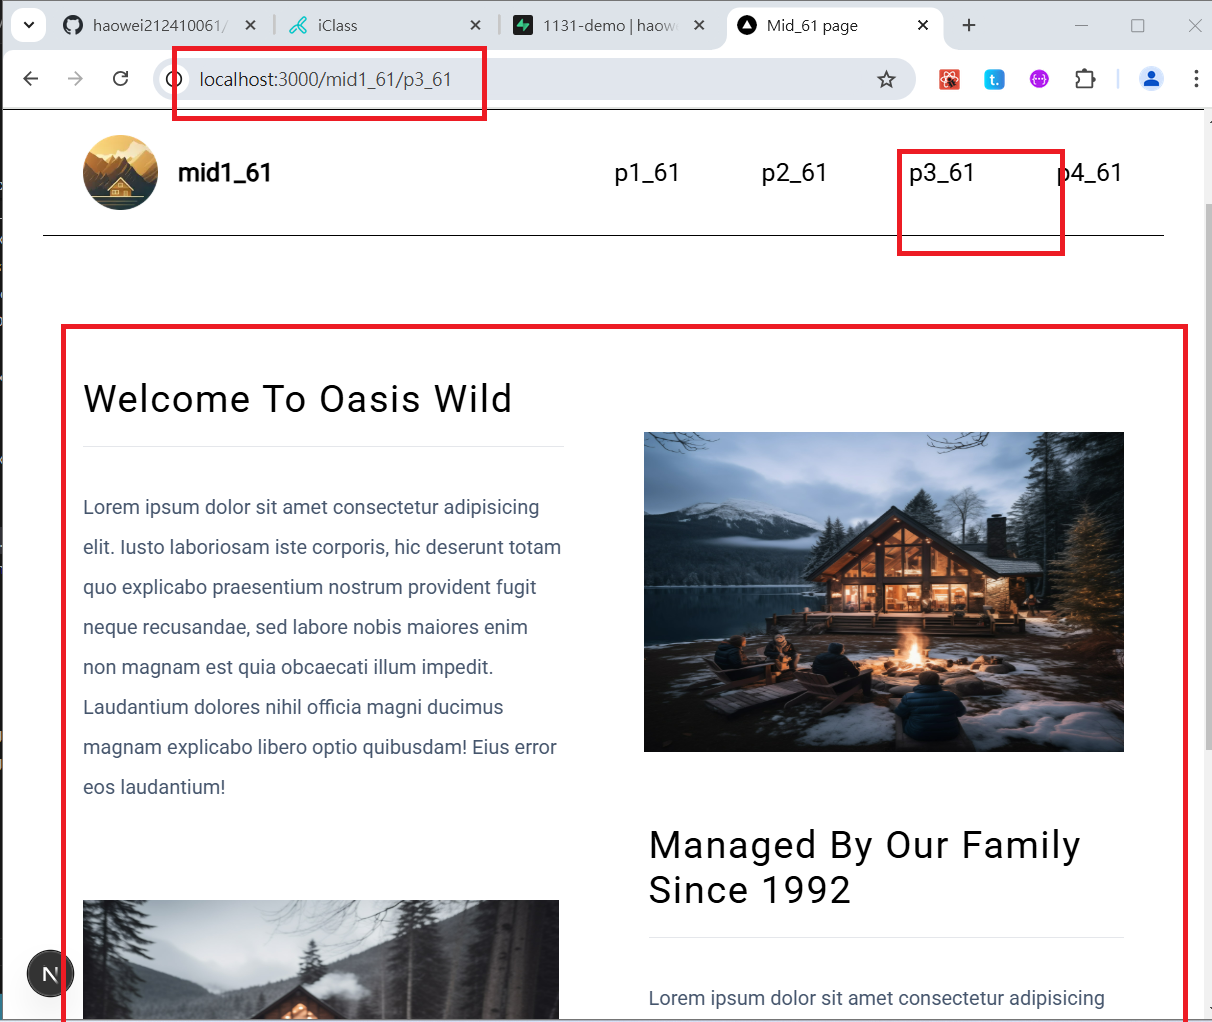 haowei212410061/
iClass
1131-demo | haow
Mid_61 page
localhost:3000/mid1_61/p3_61
t.
mid1_61
p1_61
p2_61
p3_61
p4_61
Welcome To Oasis Wild
Lorem ipsum dolor sit amet consectetur adipisicing
elit. Iusto laboriosam iste corporis, hic deserunt totam
quo explicabo praesentium nostrum provident fugit
neque recusandae, sed labore nobis maiores enim
non magnam est quia obcaecati illum impedit.
Laudantium dolores nihil officia magni ducimus
magnam explicabo libero optio quibusdam! Eius error
eos laudantium!
Managed By Our Family
Since 1992
Lorem ipsum dolor sit amet consectetur adipisicing
N